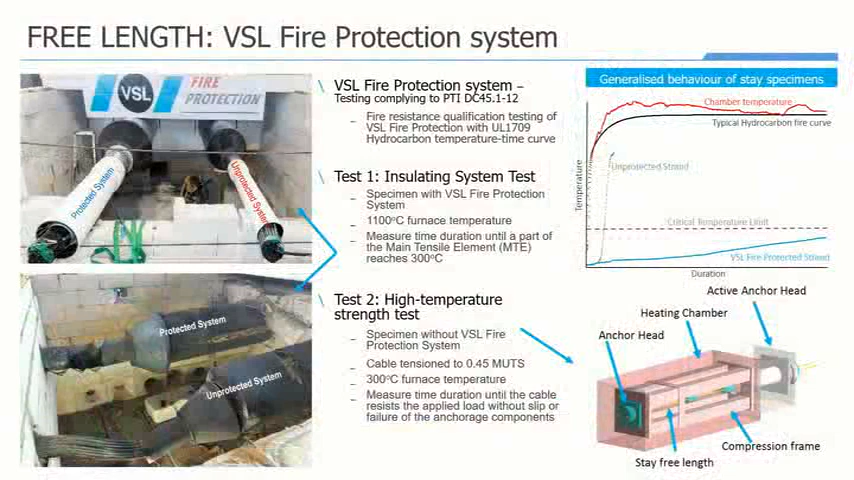 FREE LENGTH: VSL Fire Protection system
VSL
FIRE
PROTECTION
Protected System
Unprotected System
Protected System
Unprotected System
\ VSL Fire Protection system –
Testing complying to PTI DC45.1-12
– Fire resistance qualification testing of
VSL Fire Protection with UL1709
Hydrocarbon temperature-time curve
\ Test 1: Insulating System Test
– Specimen with VSL Fire Protection
System
– 1100°C furnace temperature
– Measure time duration until a part of
the Main Tensile Element (MTE)
reaches 300°C
\ Test 2: High-temperature
strength test
– Specimen without VSL Fire
Protection System
– Cable tensioned to 0.45 MUTS
– 300°C furnace temperature
– Measure time duration until the cable
resists the applied load without slip or
failure of the anchorage components
Generalised behaviour of stay specimens
Chamber temperature
Typical Hydrocarbon fire curve
Unprotected Strand
Temperature
Critical Temperature Limit
VSL Fire Protected Strand
Duration
Active Anchor Head
Heating Chamber
Anchor Head
Compression frame
Stay free length